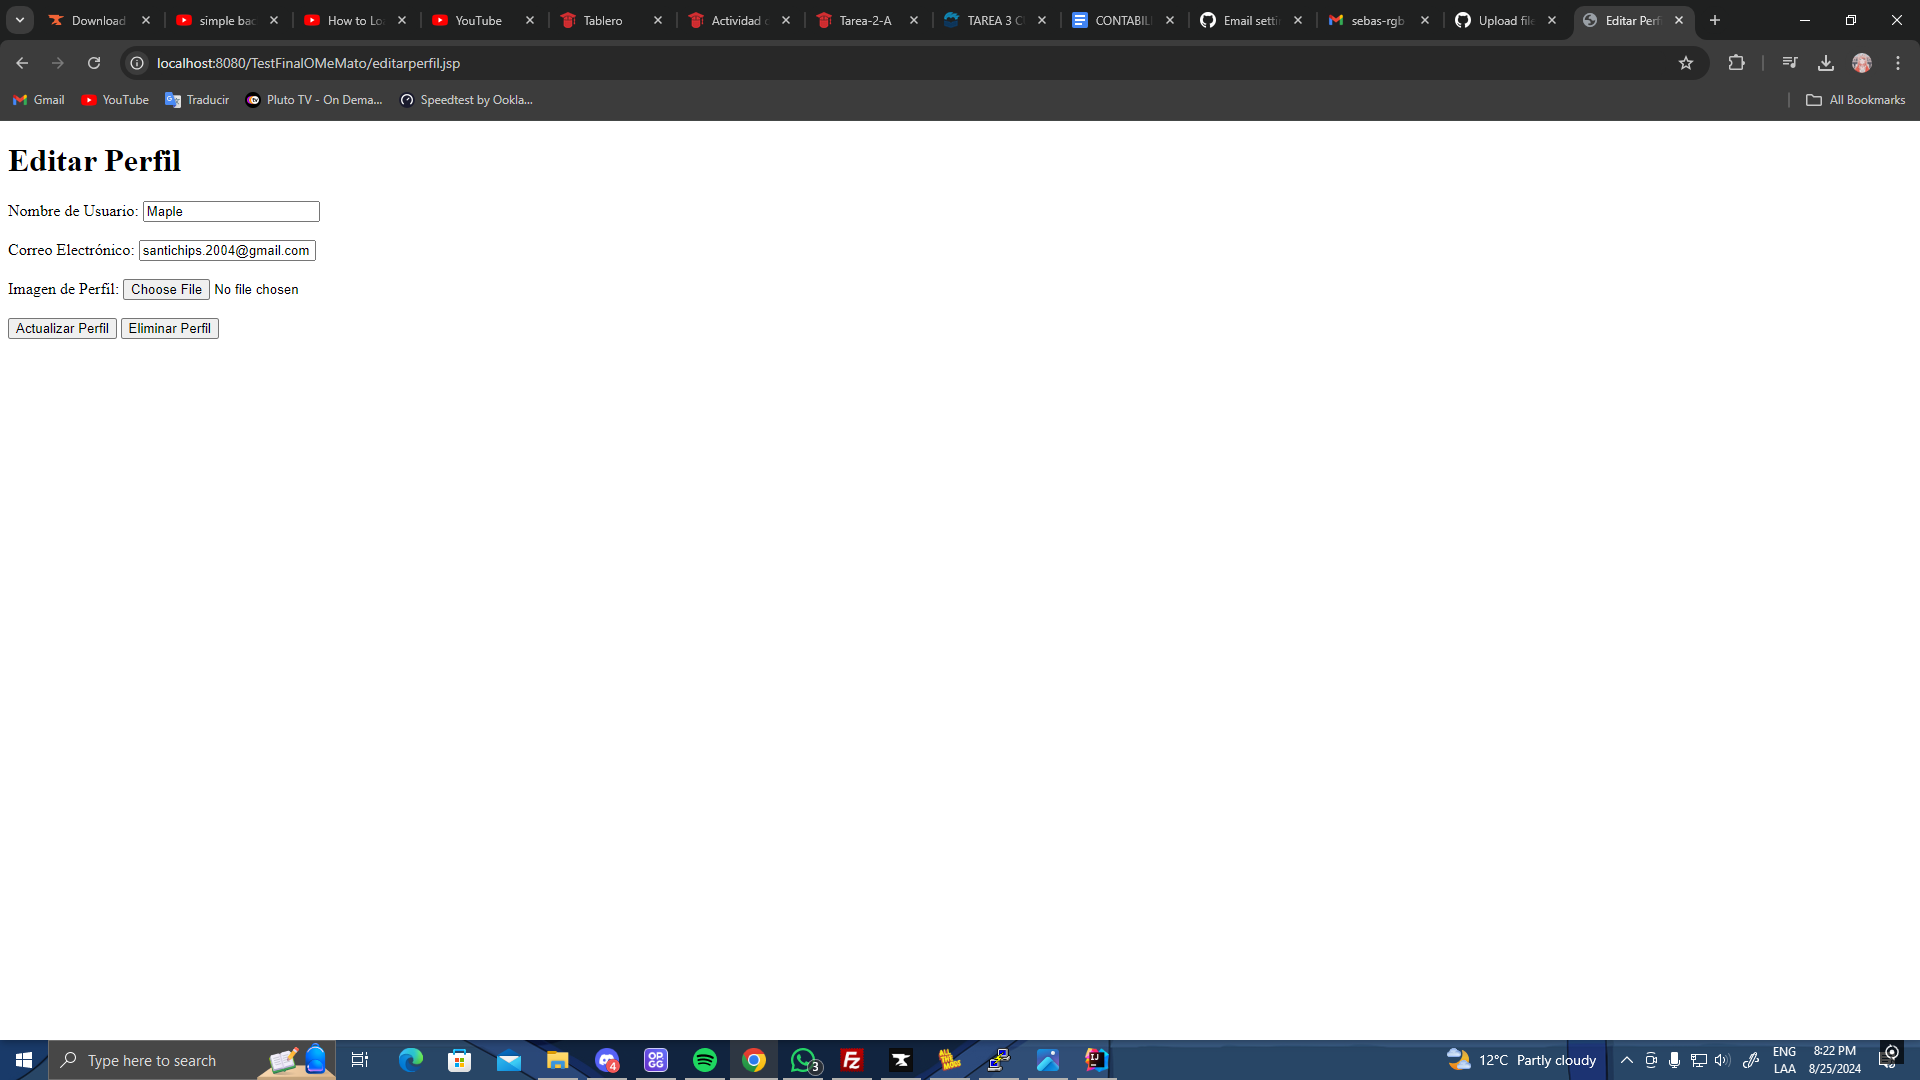 Download
simple bac
How to Lo
YouTube
Tablero
Actividad
Tarea-2-A
TAREA 3 C
CONTABIL
Email setti
sebas-rgb
Upload file
Editar Perf
localhost:8080/TestFinalOMeMato/editarperfil.jsp
Gmail
YouTube
Traducir
Pluto TV - On Dema...
Speedtest by Ookla...
All Bookmarks
Editar Perfil
Nombre de Usuario: Maple
Correo Electrónico: santichips.2004@gmail.com
Imagen de Perfil: Choose File No file chosen
Actualizar Perfil Eliminar Perfil
Type here to search
4
OP.GG
3
12°C Partly cloudy
ENG
LAA
8:22 PM
8/25/2024